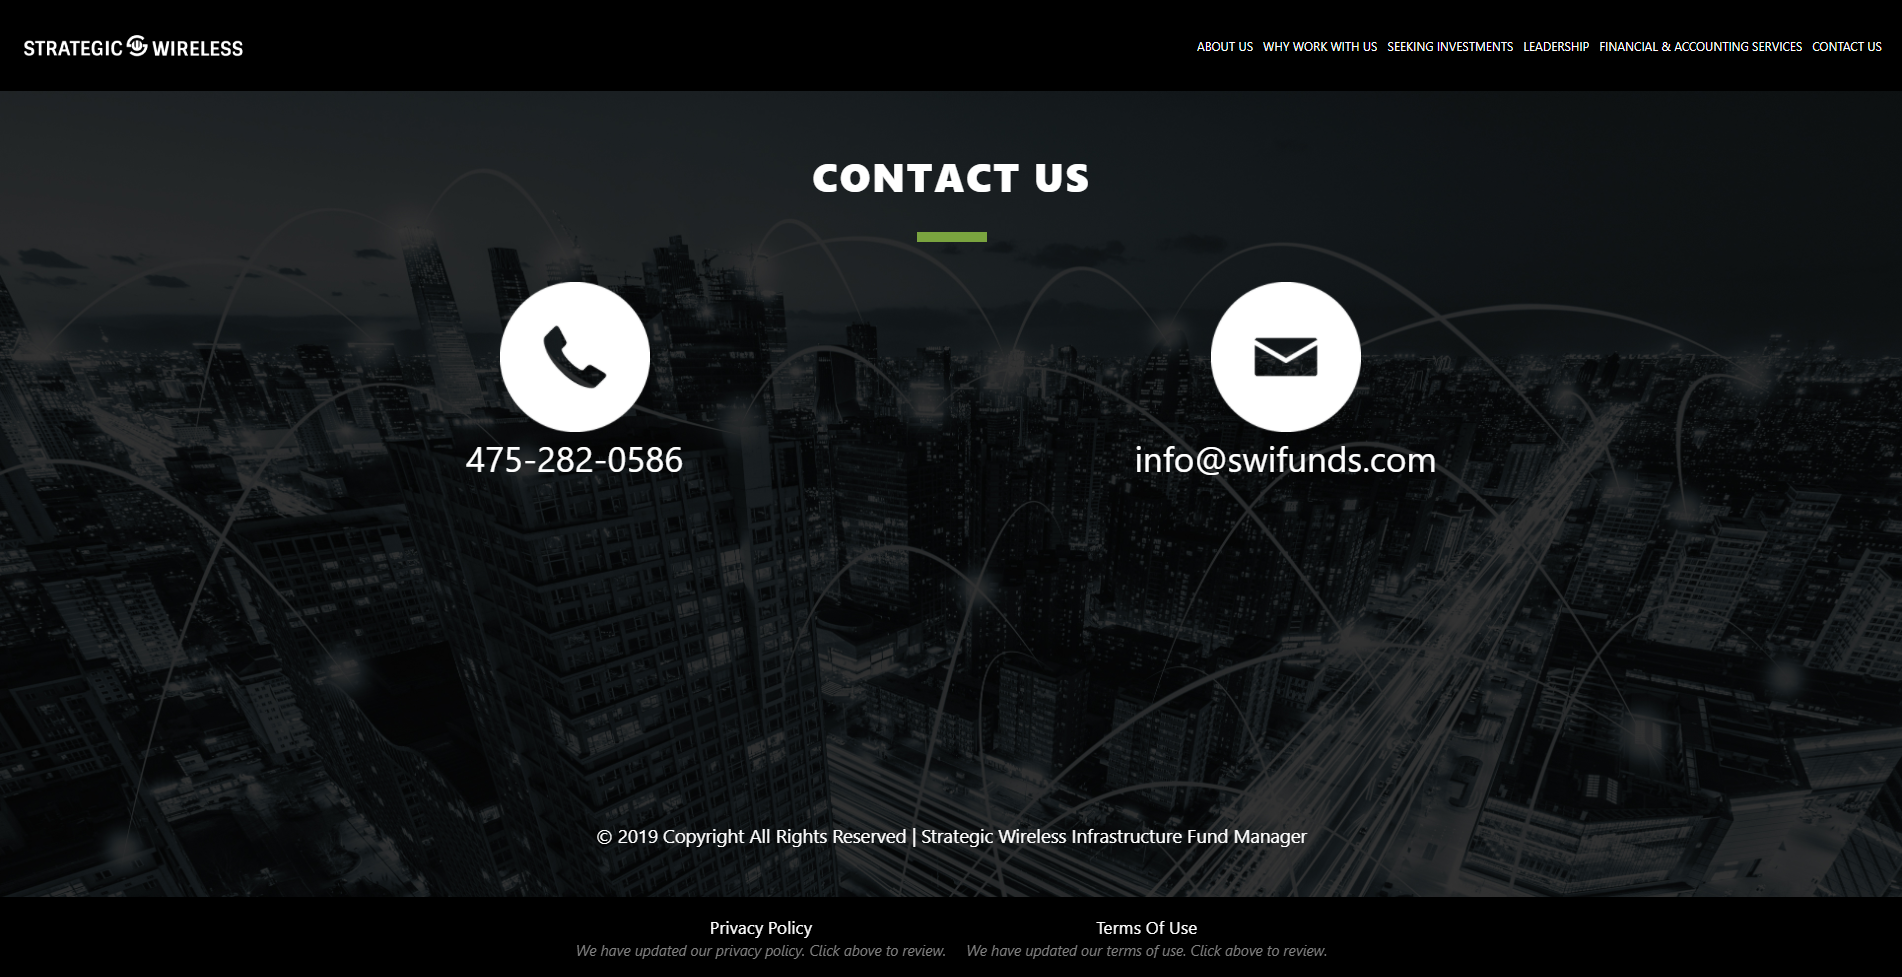 STRATEGIC WIRELESS
ABOUT US WHY WORK WITH US SEEKING INVESTMENTS LEADERSHIP FINANCIAL & ACCOUNTING SERVICES CONTACT US
CONTACT US
475-282-0586
info@swifunds.com
© 2019 Copyright All Rights Reserved | Strategic Wireless Infrastructure Fund Manager
Privacy Policy
We have updated our privacy policy. Click above to review.
Terms Of Use
We have updated our terms of use. Click above to review.